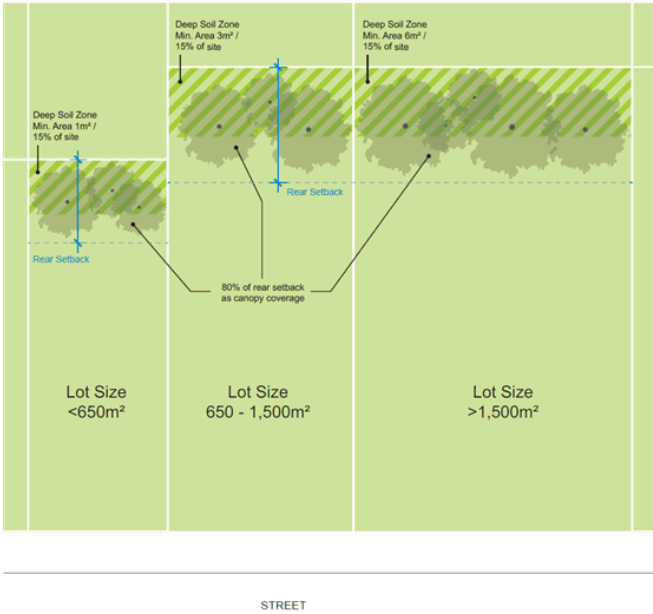 Deep Soil Zone
Min. Area 3m² /
15% of site
Deep Soil Zone
Min. Area 6m² /
15% of site
Deep Soil Zone
Min. Area 1m² /
15% of site
Rear Setback
Rear Setback
80% of rear setback
as canopy coverage
Lot Size
<650m²
Lot Size
650 - 1,500m²
Lot Size
>1,500m²
STREET